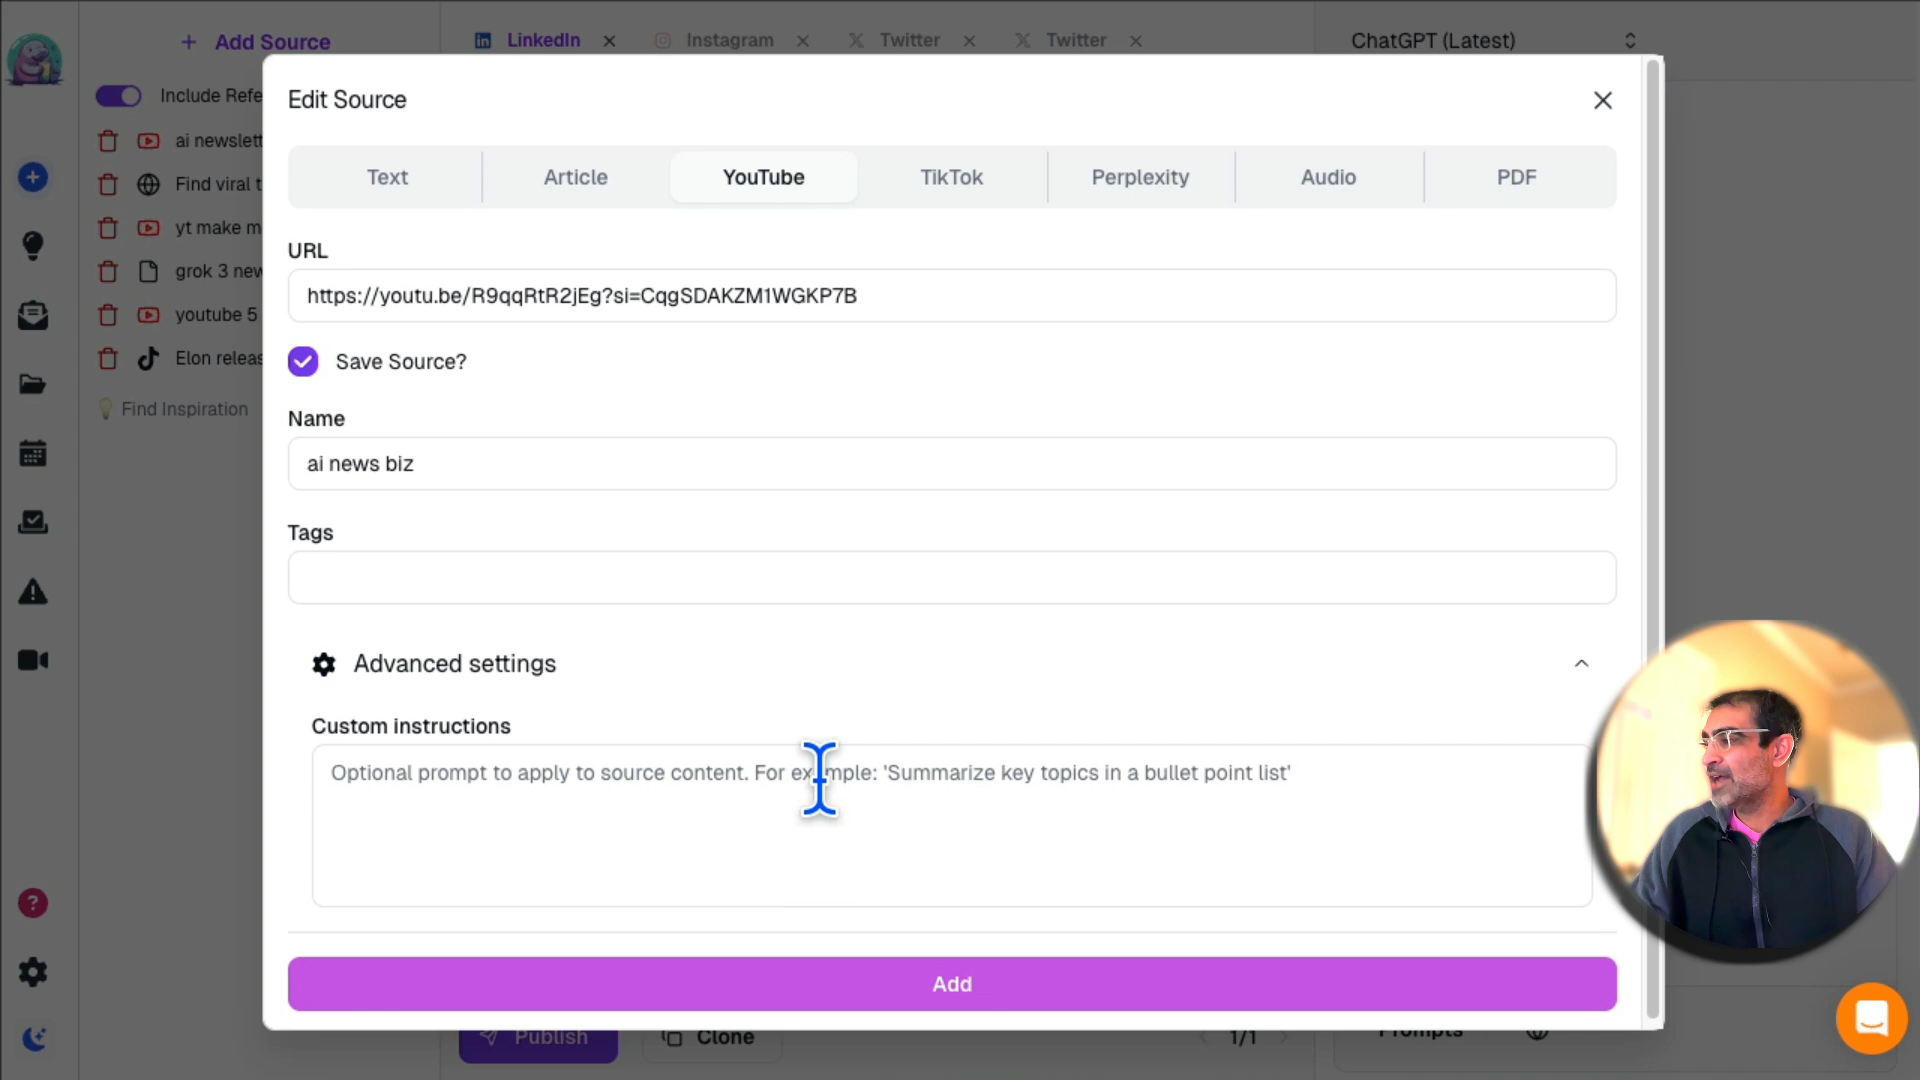 + Add Source
LinkedIn
Instagram
Twitter
Twitter
ChatGPT (Latest)
Include Refe
ai newslett
Find viral t
yt make m
grok 3 new
youtube 5
Elon releas
Find Inspiration
Edit Source
Text
Article
YouTube
TikTok
Perplexity
Audio
PDF
URL
https://youtu.be/R9qqRtR2jEg?si=CqgSDAKZM1WGKP7B
Save Source?
Name
ai news biz
Tags
Advanced settings
Custom instructions
Optional prompt to apply to source content. For example: 'Summarize key topics in a bullet point list'
Add
Publish
Clone
1/1
Prompts